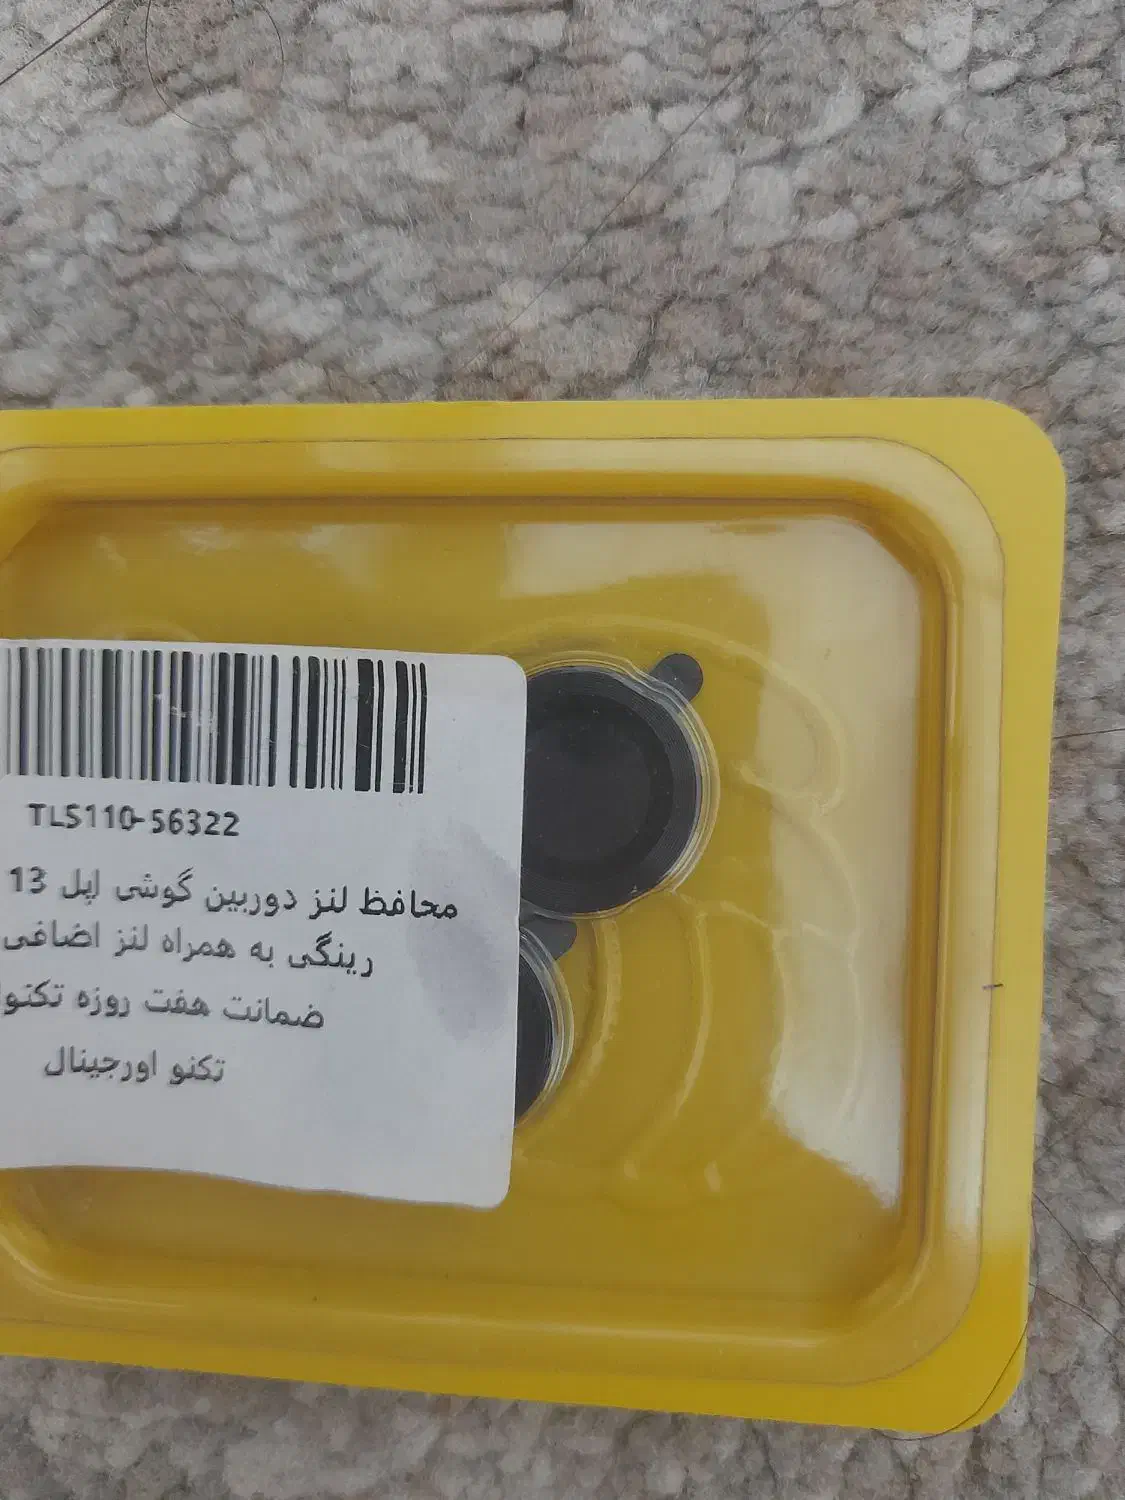 TLS110-56322
محافظ لنز دوربین گوشی اپل 13
رینگی به همراه لنز اضافی
ضمانت هفت روزه
تکنو اورجینال